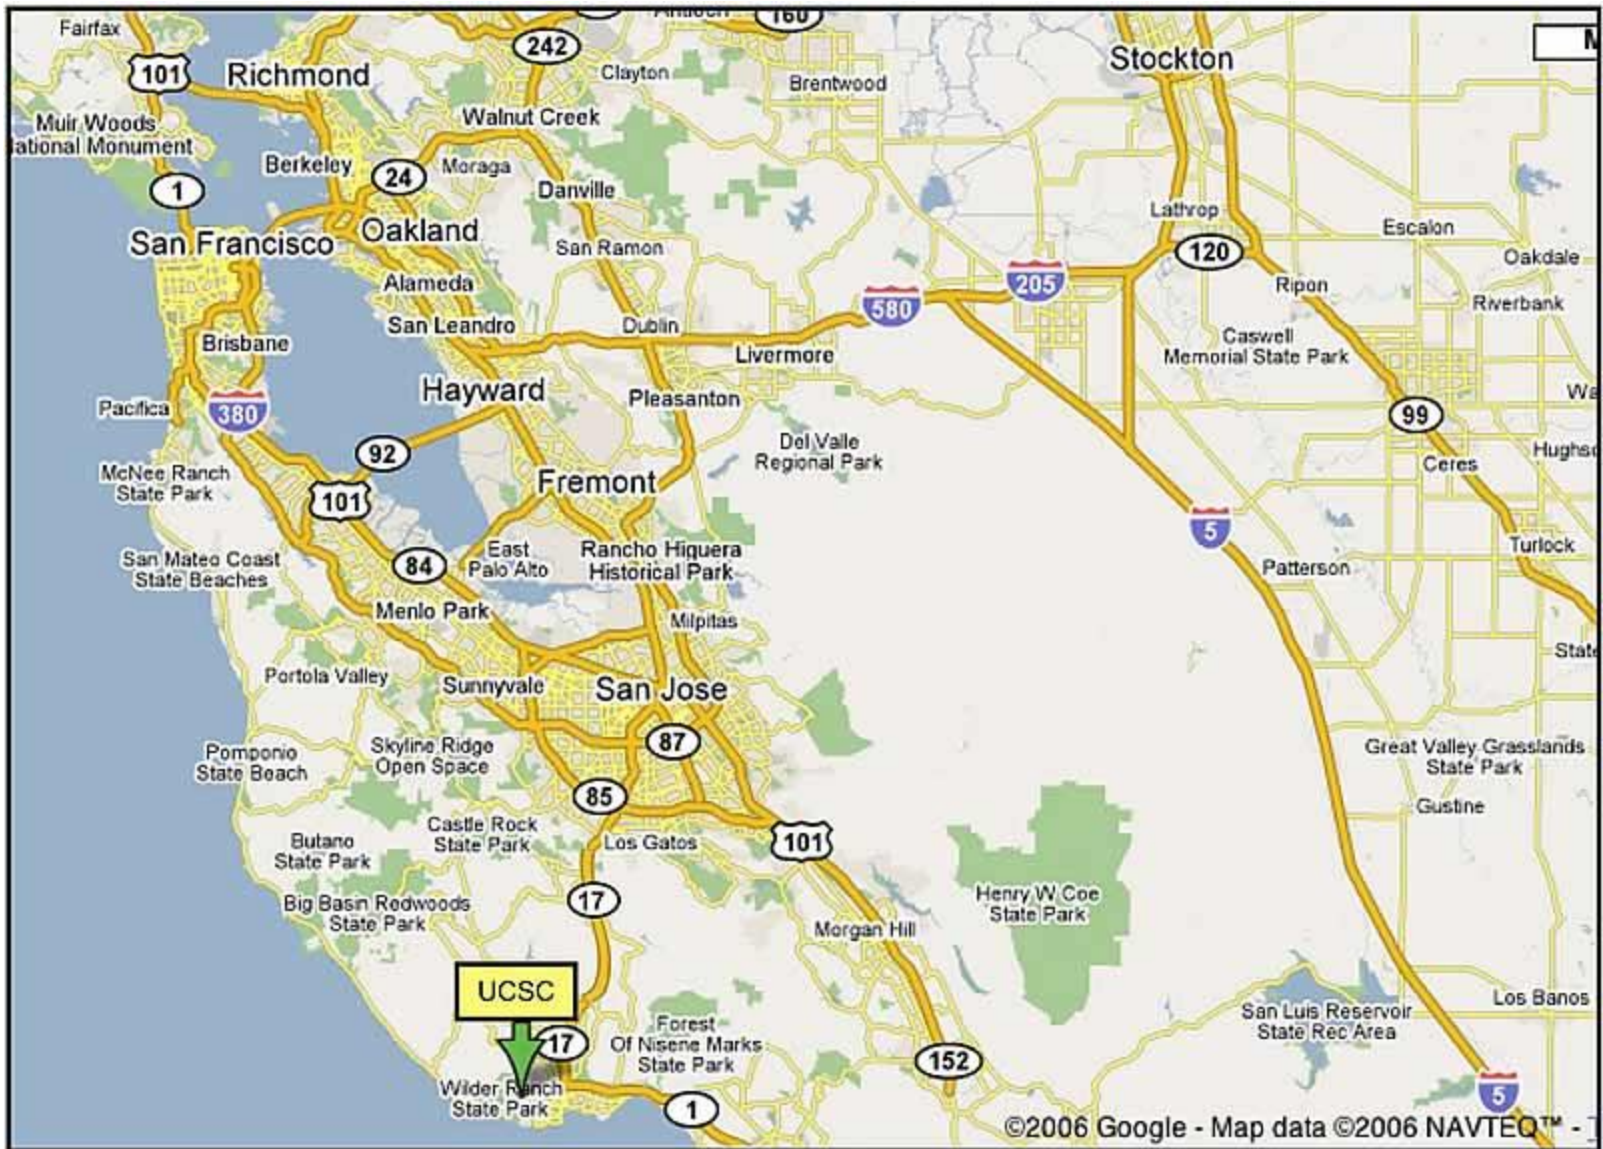 Fairfax
101
Richmond
242
Antioch
160
Clayton
Brentwood
Stockton
M
Muir Woods
National Monument
Walnut Creek
Berkeley
24
Moraga
Danville
1
San Francisco
Oakland
San Ramon
Lathrop
120
Escalon
Oakdale
Alameda
580
205
Ripon
Riverbank
San Leandro
Dublin
Livermore
Caswell
Memorial State Park
Brisbane
Hayward
Pleasanton
Pacifica
380
Wa
99
92
Del Valle
Regional Park
Ceres
Hughso
McNee Ranch
State Park
101
Fremont
5
Turlock
San Mateo Coast
State Beaches
84
East
Palo Alto
Rancho Higuera
Historical Park
Patterson
Menlo Park
Milpitas
State
Portola Valley
Sunnyvale
San Jose
Pomponio
State Beach
Skyline Ridge
Open Space
87
Great Valley Grasslands
State Park
85
Gustine
Butano
State Park
Castle Rock
State Park
Los Gatos
101
Big Basin Redwoods
State Park
17
Henry W Coe
State Park
Morgan Hill
UCSC
San Luis Reservoir
State Rec Area
Los Banos
17
Forest
Of Nisene Marks
State Park
152
Wilder Ranch
State Park
1
5
©2006 Google - Map data ©2006 NAVTEQ™ -